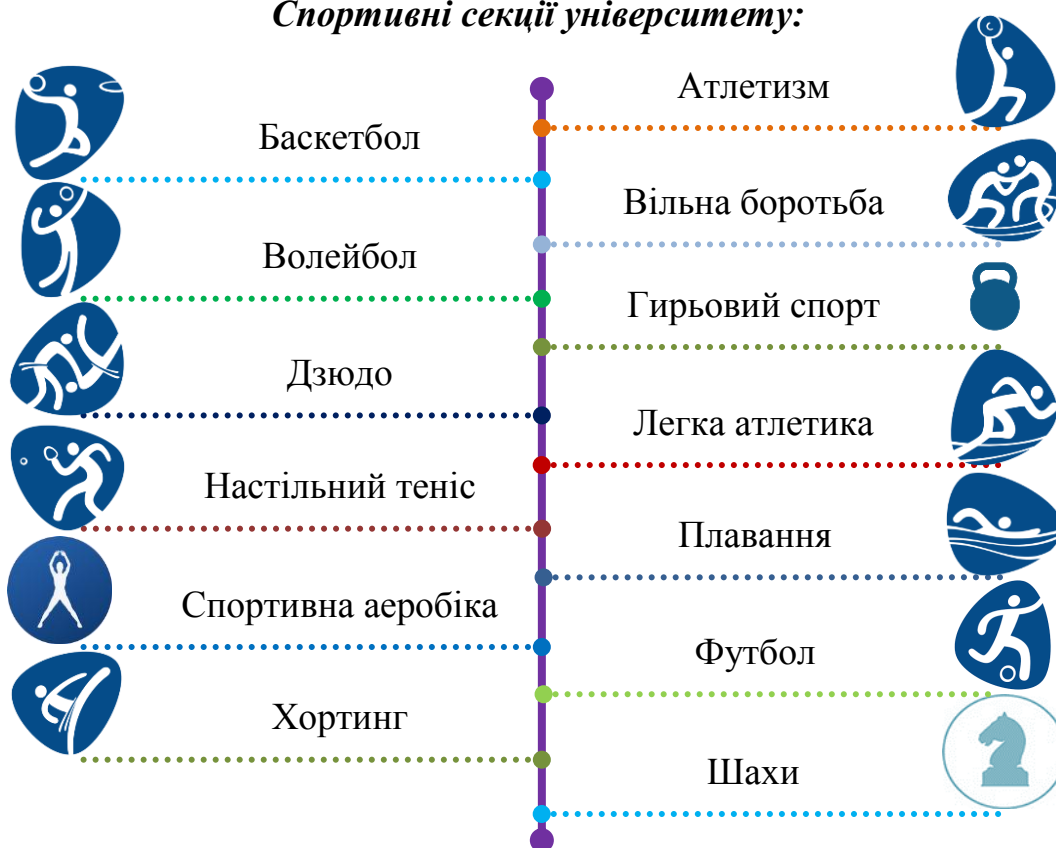 Спортивні секції університету:
Атлетизм
Баскетбол
Вільна боротьба
Волейбол
Гирьовий спорт
Дзюдо
Легка атлетика
Настільний теніс
Плавання
Спортивна аеробіка
Футбол
Хортинг
Шахи